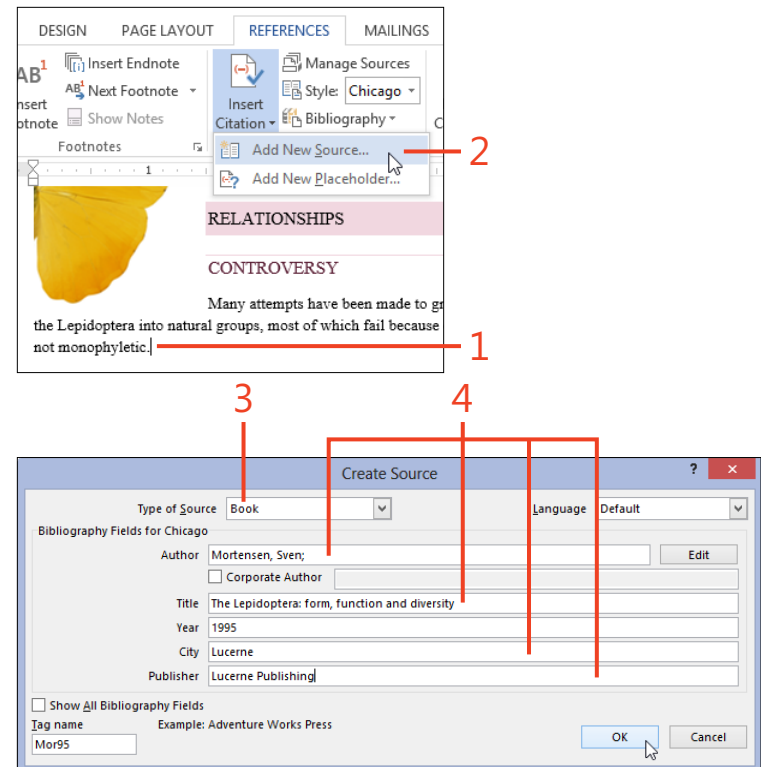 DESIGN PAGE LAYOUT REFERENCES MAILINGS
AB1 Insert Endnote Manage Sources
AB1 Next Footnote Style: Chicago
nsert Insert
otnote Show Notes Citation Bibliography C
Footnotes
1
Add New Source... 2
Add New Placeholder...
RELATIONSHIPS
CONTROVERSY
Many attempts have been made to gr
the Lepidoptera into natural groups, most of which fail because
not monophyletic. 1
3 4
Create Source ? ×
Type of Source Book Language Default
Bibliography Fields for Chicago
Author Mortensen, Sven; Edit
Corporate Author
Title The Lepidoptera: form, function and diversity
Year 1995
City Lucerne
Publisher Lucerne Publishing
Show All Bibliography Fields
Tag name Example: Adventure Works Press
Mor95 OK Cancel